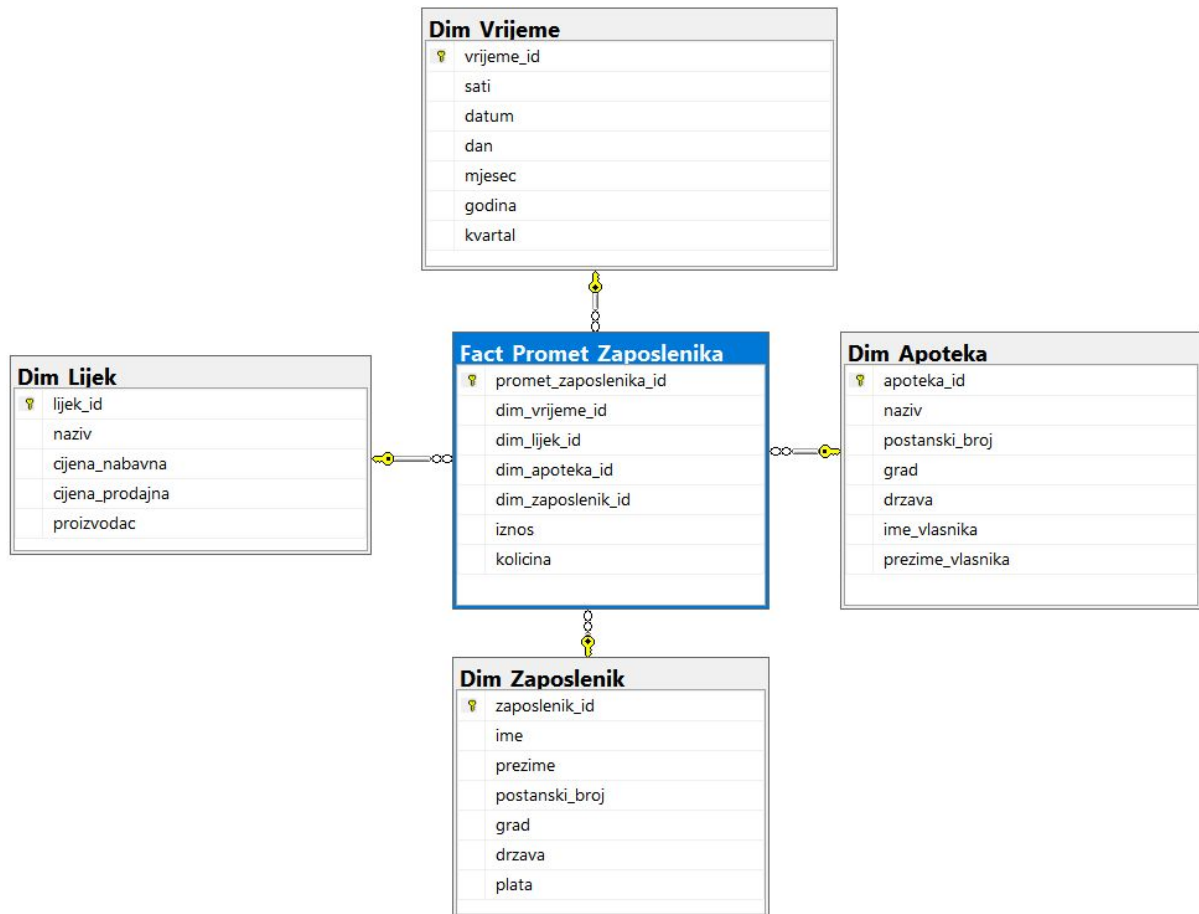 Dim Vrijeme
vrijeme_id
sati
datum
dan
mjesec
godina
kvartal
Dim Lijek
lijek_id
naziv
cijena_nabavna
cijena_prodajna
proizvodac
Fact Promet Zaposlenika
promet_zaposlenika_id
dim_vrijeme_id
dim_lijek_id
dim_apoteka_id
dim_zaposlenik_id
iznos
kolicina
Dim Apoteka
apoteka_id
naziv
postanski_broj
grad
drzava
ime_vlasnika
prezime_vlasnika
Dim Zaposlenik
zaposlenik_id
ime
prezime
postanski_broj
grad
drzava
plata